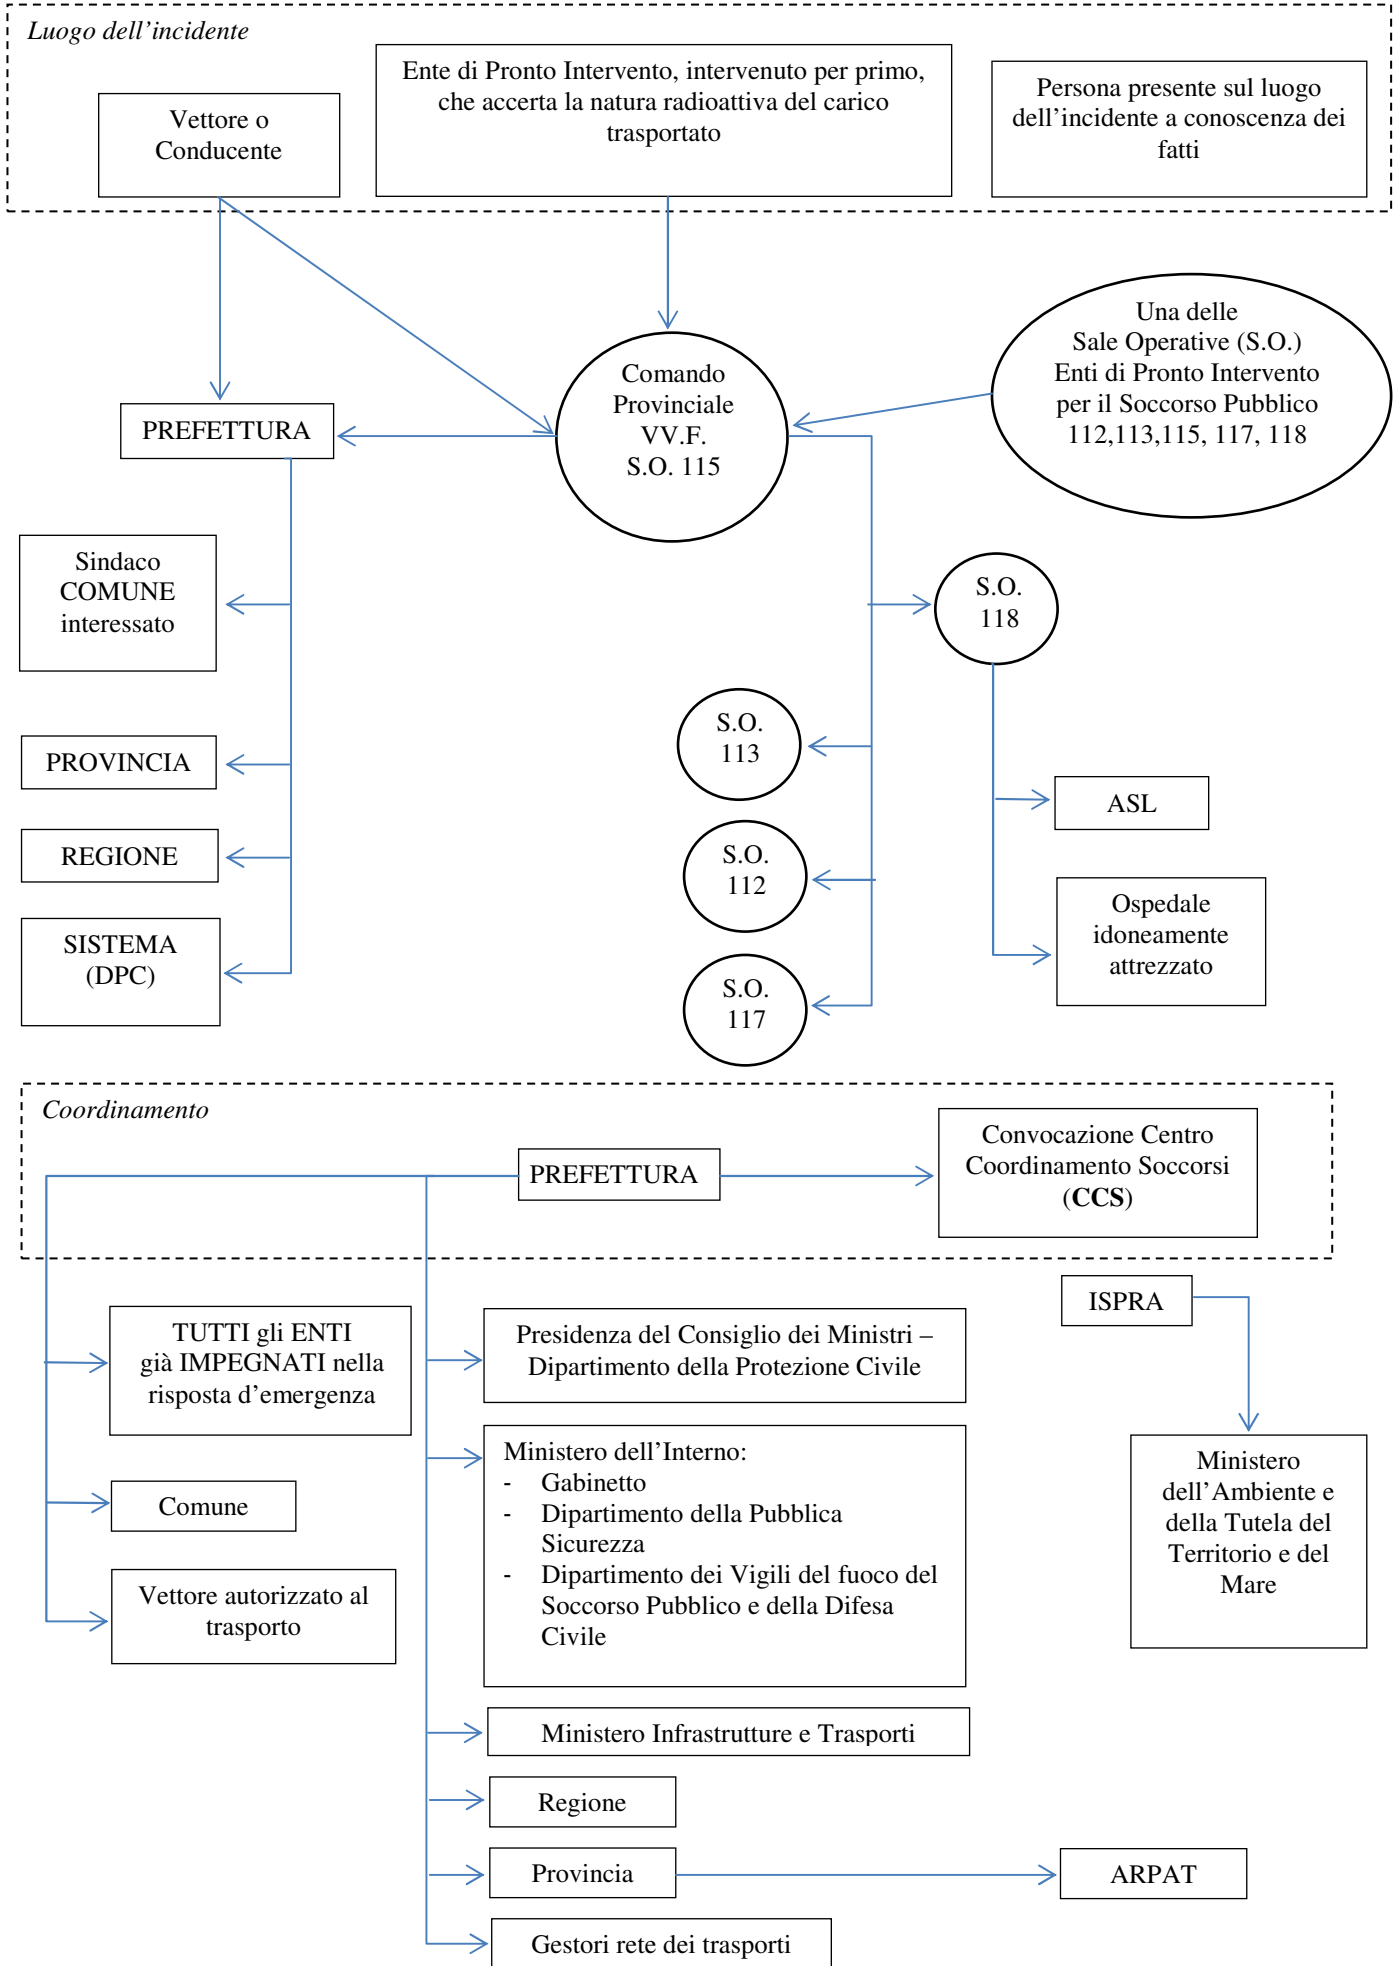 Luogo dell’incidente
Vettore o
Conducente
Ente di Pronto Intervento, intervenuto per primo,
che accerta la natura radioattiva del carico
trasportato
Persona presente sul luogo
dell’incidente a conoscenza dei
fatti
PREFETTURA
Comando
Provinciale
VV.F.
S.O. 115
Una delle
Sale Operative (S.O.)
Enti di Pronto Intervento
per il Soccorso Pubblico
112,113,115, 117, 118
Sindaco
COMUNE
interessato
PROVINCIA
REGIONE
SISTEMA
(DPC)
S.O.
118
S.O.
113
S.O.
112
S.O.
117
ASL
Ospedale
idoneamente
attrezzato
Coordinamento
PREFETTURA
Convocazione Centro
Coordinamento Soccorsi
(CCS)
TUTTI gli ENTI
già IMPEGNATI nella
risposta d’emergenza
Comune
Vettore autorizzato al
trasporto
Presidenza del Consiglio dei Ministri –
Dipartimento della Protezione Civile
Ministero dell’Interno:
- Gabinetto
- Dipartimento della Pubblica
Sicurezza
- Dipartimento dei Vigili del fuoco del
Soccorso Pubblico e della Difesa
Civile
Ministero Infrastrutture e Trasporti
Regione
Provincia
Gestori rete dei trasporti
ISPRA
Ministero
dell’Ambiente e
della Tutela del
Territorio e del
Mare
ARPAT